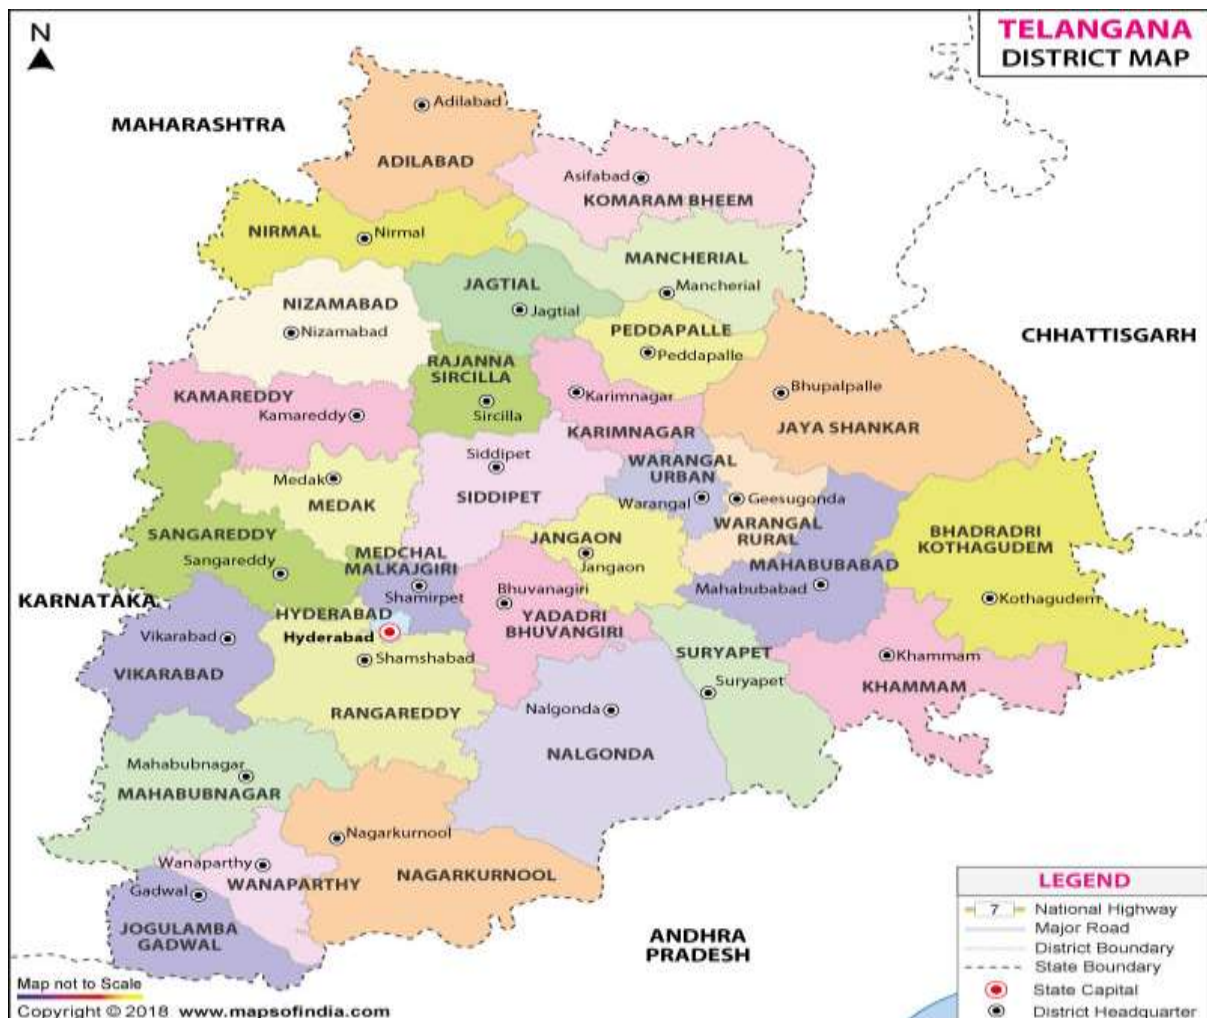 N
TELANGANA
DISTRICT MAP
MAHARASHTRA
Adilabad
ADILABAD
Asifabad
KOMARAM BHEEM
NIRMAL
Nirmal
MANCHERIAL
Mancherial
JAGTIAL
Jagtial
NIZAMABAD
Nizamabad
PEDDAPALLE
Peddapalle
CHHATTISGARH
RAJANNA
SIRCILLA
Sircilla
KAMAREDDY
Kamareddy
Karimnagar
KARIMNAGAR
Bhupalpalle
JAYA SHANKAR
Siddipet
SIDDIPET
Medak
MEDAK
WARANGAL
URBAN
Warangal
Geesugonda
WARANGAL
RURAL
SANGAREDDY
Sangareddy
JANGAON
Jangaon
BHADRADRI
KOTHAGUDEM
Kothagudem
MEDCHAL
MALKAJGIRI
Shamirpet
MAHABUBABAD
Mahabubabad
KARNATAKA
Bhuvanagiri
YADADRI
BHUVANGIRI
HYDERABAD
Hyderabad
Vikarabad
VIKARABAD
Shamshabad
RANGAREDDY
SURYAPET
Suryapet
Khammam
KHAMMAM
Nalgonda
NALGONDA
Mahabubnagar
MAHABUBNAGAR
Nagarkurnool
NAGARKURNOOL
Wanaparthy
WANAPARTHY
Gadwal
JOGULAMBA
GADWAL
ANDHRA
PRADESH
LEGEND
7 National Highway
Major Road
District Boundary
State Boundary
State Capital
District Headquarter
Map not to Scale
Copyright © 2018 www.mapsofindia.com